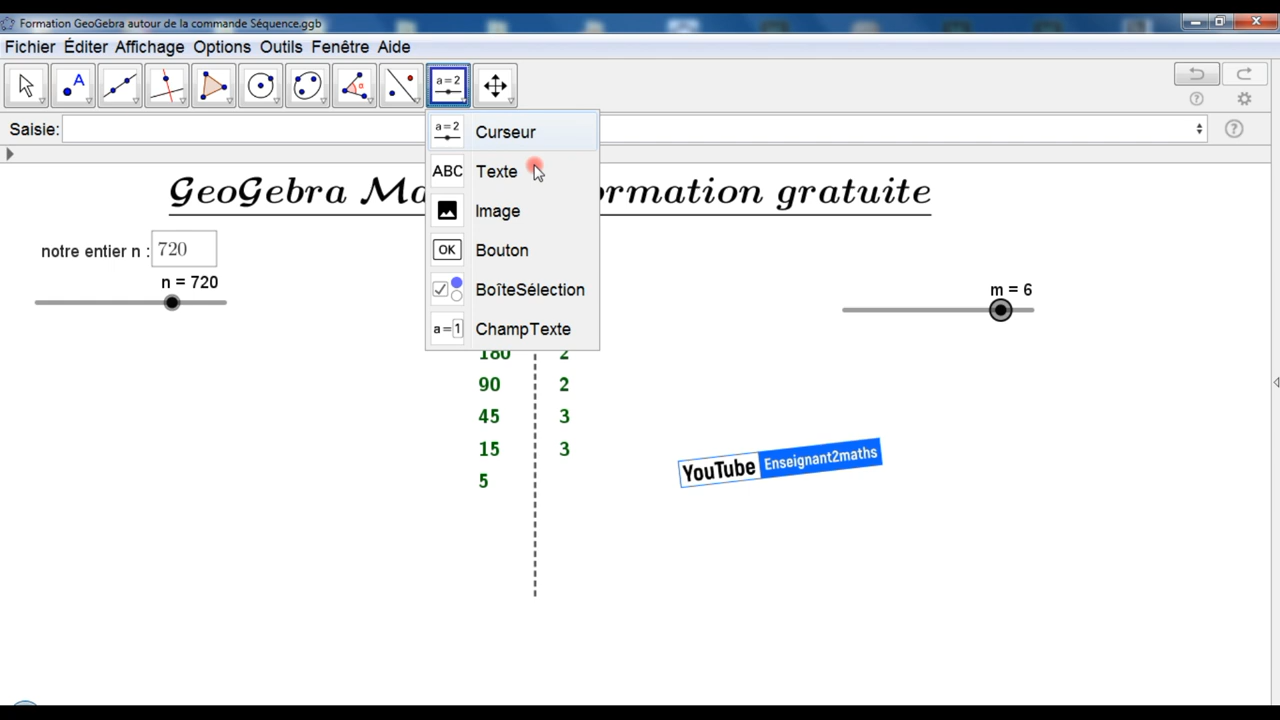 Formation GeoGebra autour de la commande Séquence.ggb
Fichier Éditer Affichage Options Outils Fenêtre Aide
A
α
a=2
Saisie:
a=2 Curseur
ABC Texte
Image
OK Bouton
BoîteSélection
a=1 ChampTexte
GeoGebra Ma rmation gratuite
notre entier n : 720
n = 720
m = 6
180 2
90 2
45 3
15 3
5
YouTube Enseignant2maths